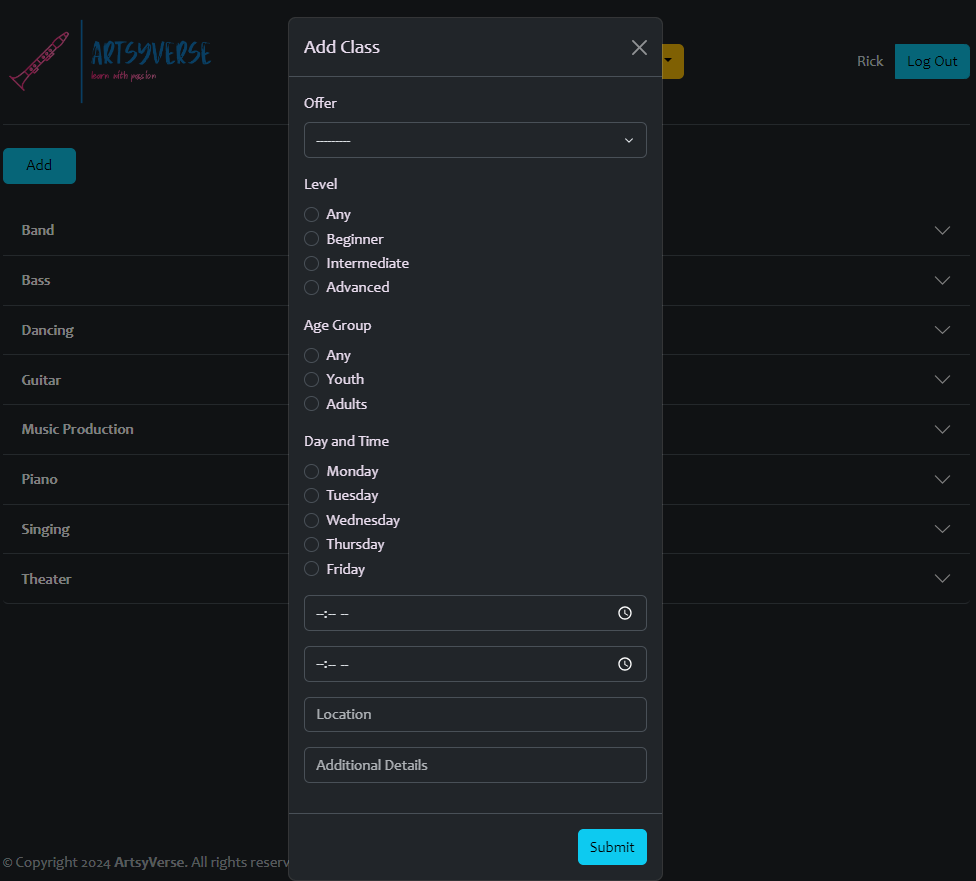 ARTSYVERSE
learn with passion
Rick
Log Out
Add
Band
Bass
Dancing
Guitar
Music Production
Piano
Singing
Theater
Add Class
Offer
---------
Level
Any
Beginner
Intermediate
Advanced
Age Group
Any
Youth
Adults
Day and Time
Monday
Tuesday
Wednesday
Thursday
Friday
--:-- --
--:-- --
Location
Additional Details
Submit
© Copyright 2024 ArtsyVerse. All rights reserv